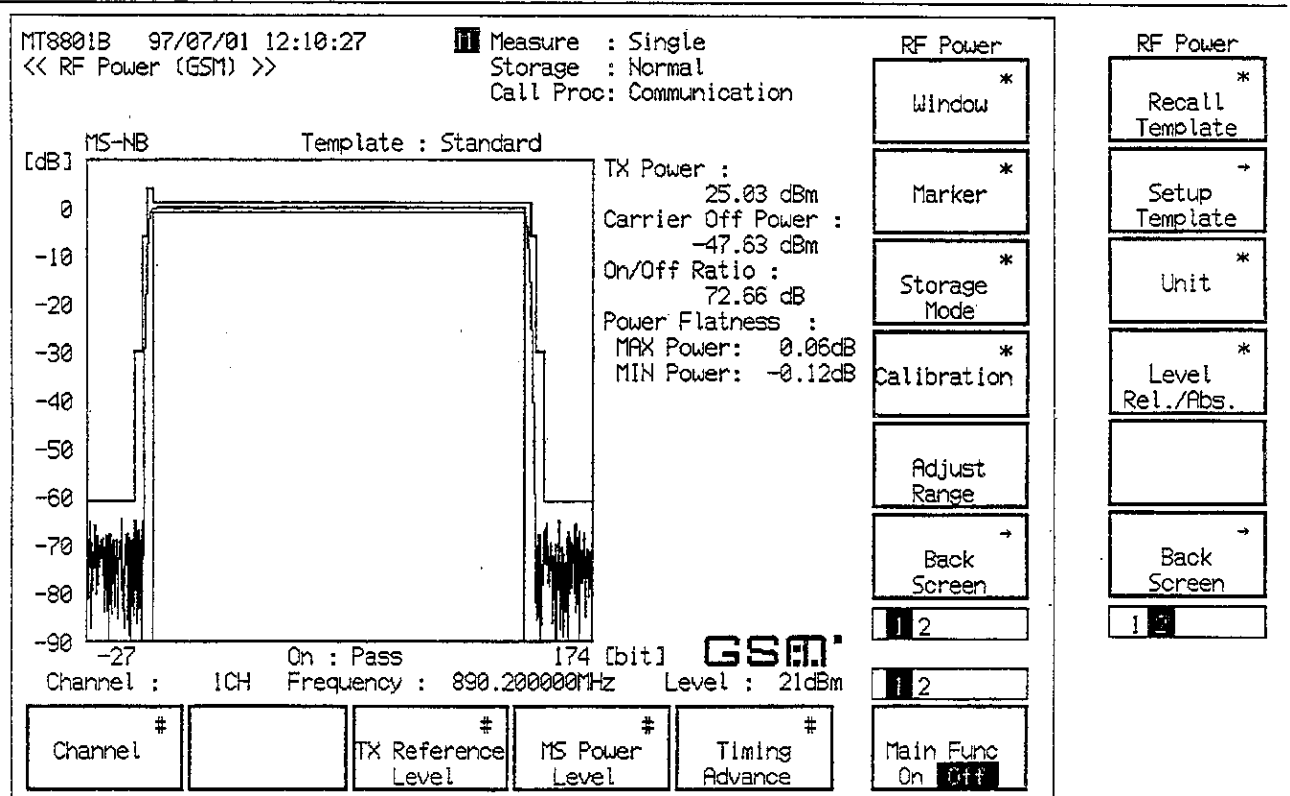 MT8801B 97/07/01 12:10:27
<< RF Power (GSM) >>
M Measure : Single
Storage : Normal
Call Proc: Communication
MS-NB Template : Standard
[dB]
0
-10
-20
-30
-40
-50
-60
-70
-80
-90
-27 On : Pass 174 [bit]
TX Power :
25.03 dBm
Carrier Off Power :
-47.63 dBm
On/Off Ratio :
72.66 dB
Power Flatness :
MAX Power: 0.06dB
MIN Power: -0.12dB
GSM
Channel : 1CH Frequency : 890.200000MHz Level : 21dBm
#
Channel
#
TX Reference
Level
#
MS Power
Level
#
Timing
Advance
RF Power
*
Window
*
Marker
*
Storage
Mode
*
Calibration
Adjust
Range
→
Back
Screen
1 2
1 2
Main Func
On Off
RF Power
*
Recall
Template
→
Setup
Template
*
Unit
*
Level
Rel./Abs.
→
Back
Screen
1 2